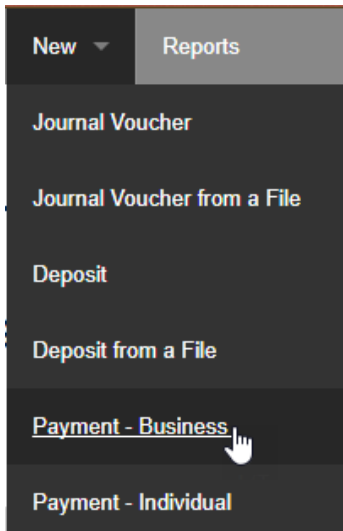 New Reports
Journal Voucher
Journal Voucher from a File
Deposit
Deposit from a File
Payment - Business
Payment - Individual